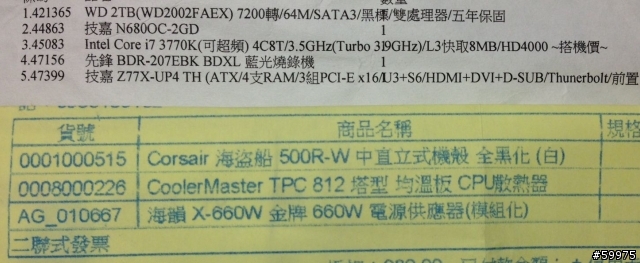 1.421365 WD 2TB(WD2002FAEX) 7200轉/64M/SATA3/黑標/雙處理器/五年保固
2.44863 技嘉 N680OC-2GD 1
3.45083 Intel Core i7 3770K(可超頻) 4C8T/3.5GHz(Turbo 3.9GHz)/L3快取8MB/HD4000 ~搭機價~
4.47156 先鋒 BDR-207EBK BDXL 藍光燒錄機 1
5.47399 技嘉 Z77X-UP4 TH (ATX/4支RAM/3組PCI-E x16/U3+S6/HDMI+DVI+D-SUB/Thunerbolt/前置
貨號 商品名稱 規格
0001000515 Corsair 海盜船 500R-W 中直立式機殼 全黑化 (白)
0008000226 CoolerMaster TPC 812 塔型 均溫板 CPU散熱器
AG_010667 海韻 X-660W 金牌 660W 電源供應器(模組化)
二聯式發票
#59975